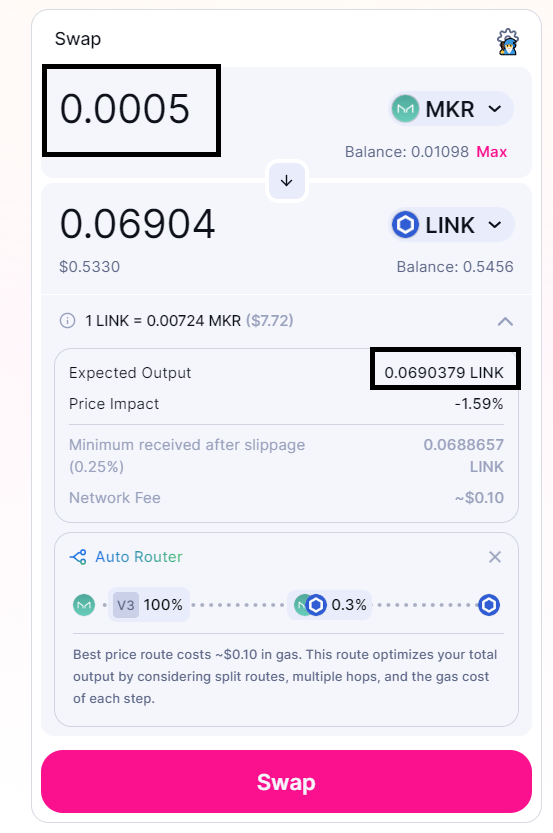 Swap
0.0005
MKR
Balance: 0.01098 Max
0.06904
LINK
$0.5330
Balance: 0.5456
1 LINK = 0.00724 MKR ($7.72)
Expected Output
0.0690379 LINK
Price Impact
-1.59%
Minimum received after slippage
(0.25%)
0.0688657
LINK
Network Fee
~$0.10
Auto Router
V3 100%
0.3%
Best price route costs ~$0.10 in gas. This route optimizes your total
output by considering split routes, multiple hops, and the gas cost
of each step.
Swap